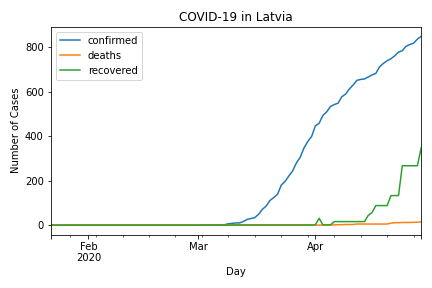 COVID-19 in Latvia
confirmed
deaths
recovered
Number of Cases
800
600
400
200
0
Feb
2020
Mar
Apr
Day